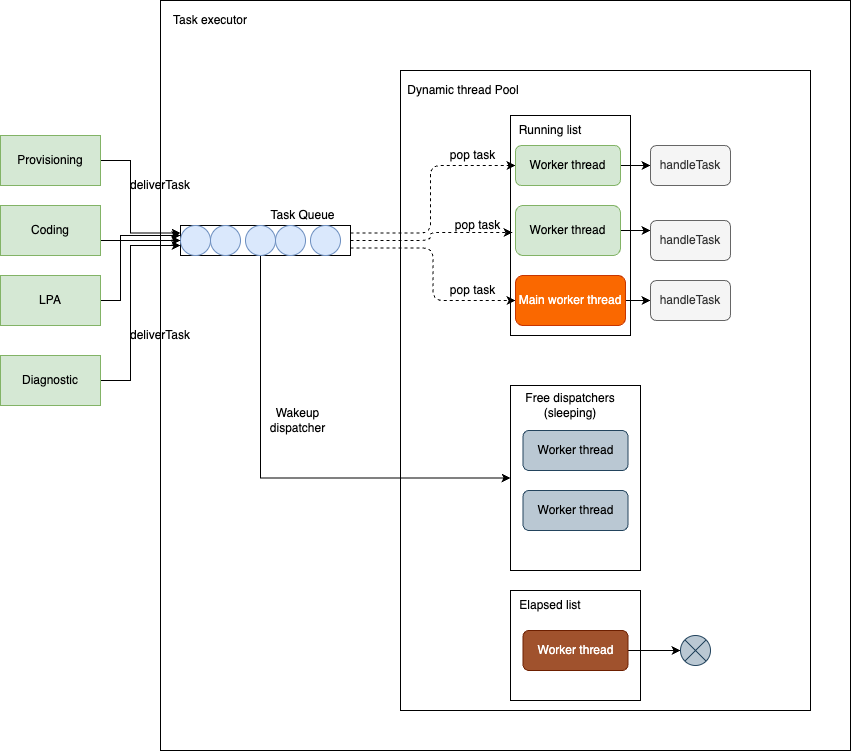 Task executor
Dynamic thread Pool
Running list
Provisioning
deliverTask
pop task
Worker thread
handleTask
Coding
Task Queue
pop task
Worker thread
handleTask
LPA
pop task
Main worker thread
handleTask
deliverTask
Diagnostic
Wakeup
dispatcher
Free dispatchers
(sleeping)
Worker thread
Worker thread
Elapsed list
Worker thread